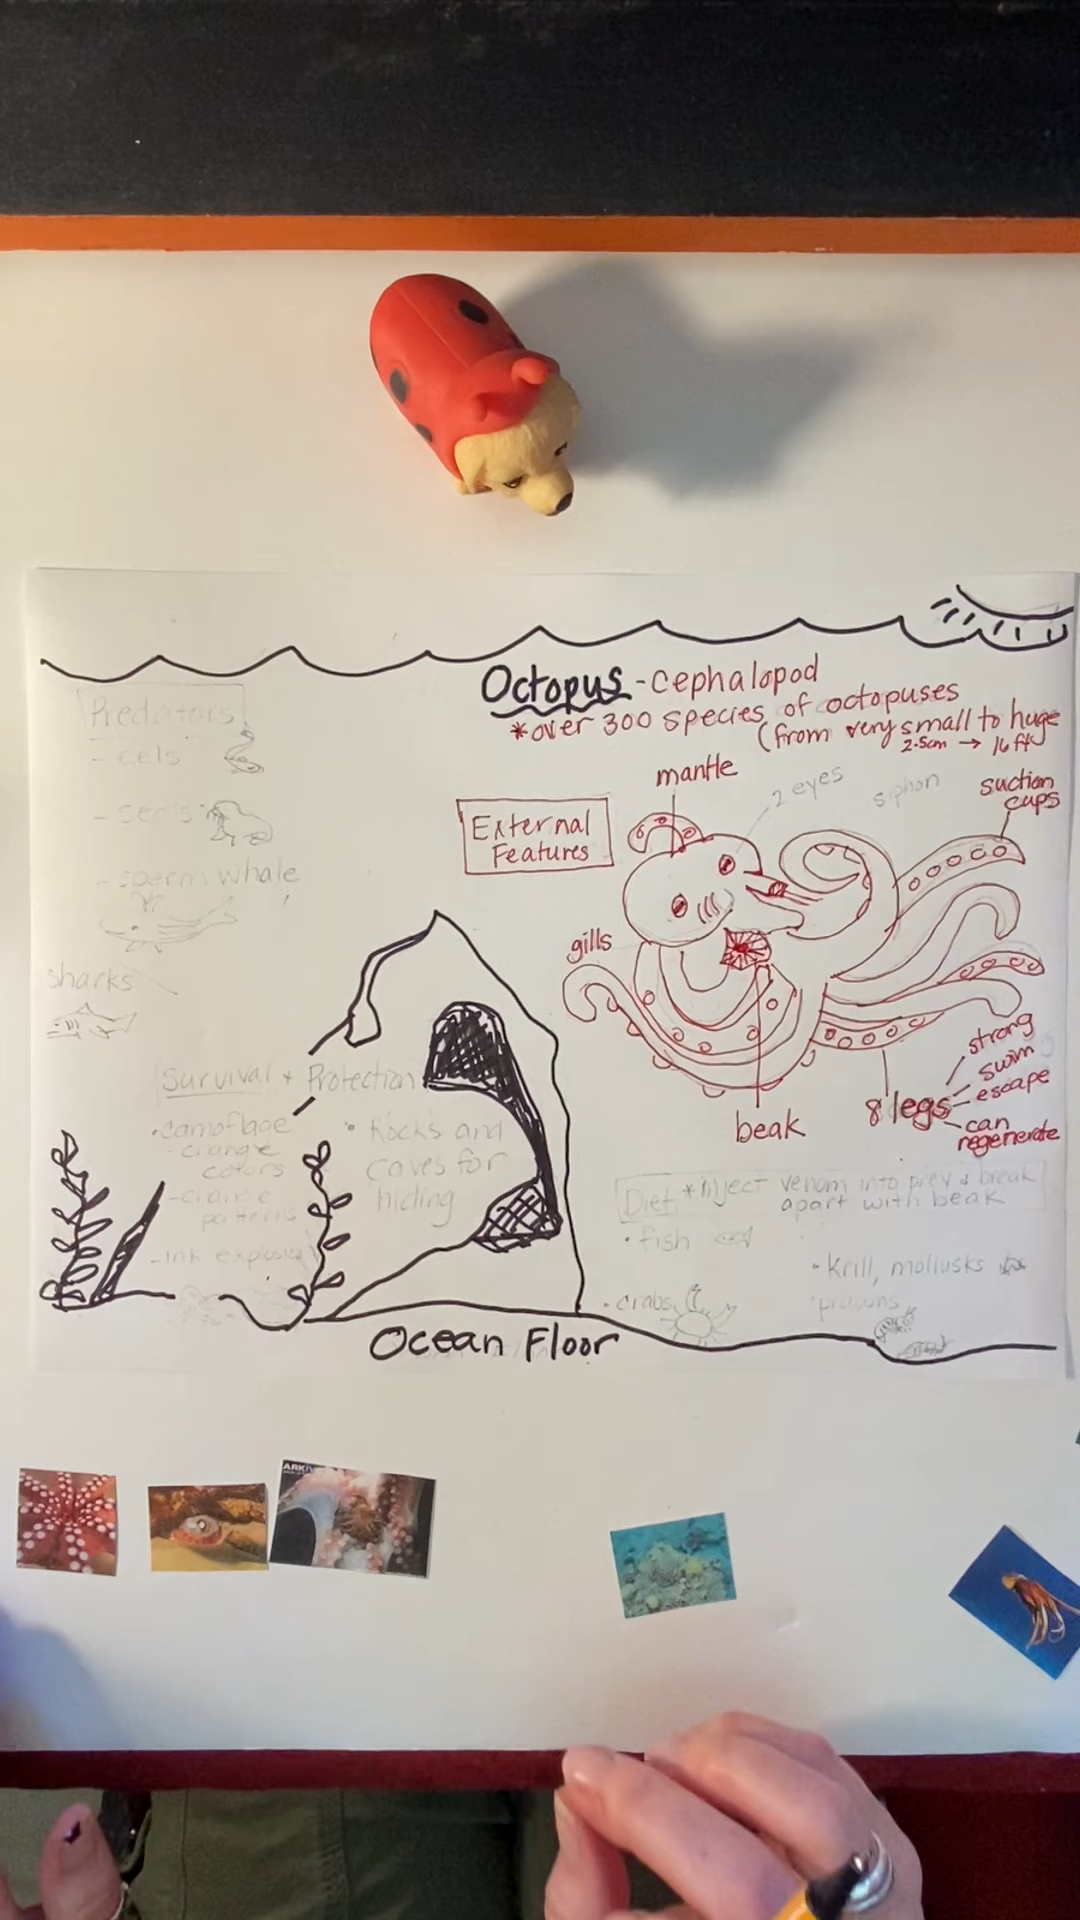 Octopus - cephalopod
*over 300 species of octopuses
(from very small to huge
2.5cm → 16ft
External
Features
mantle
2 eyes
siphon
suction
cups
gills
beak
8 legs
strong
swim
escape
can
regenerate
Predators
- eels
- seals
- sperm whale
sharks
Survival + Protection
• camoflage
- change
colors
- change
patterns
- ink explosion
• Rocks and
caves for
hiding
Diet *inject venom into prey & break
apart with beak
• fish
• crabs
• Krill, mollusks
• prawns
Ocean Floor
ARK